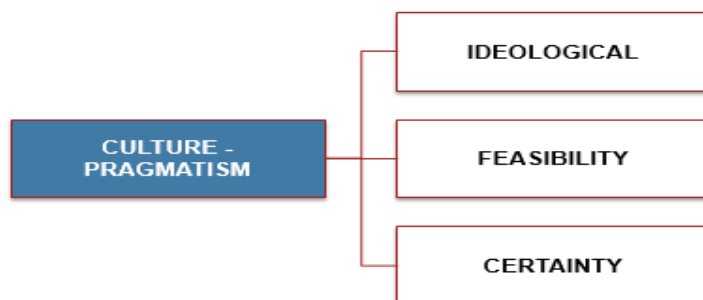 IDEOLOGICAL
CULTURE -
PRAGMATISM
FEASIBILITY
CERTAINTY